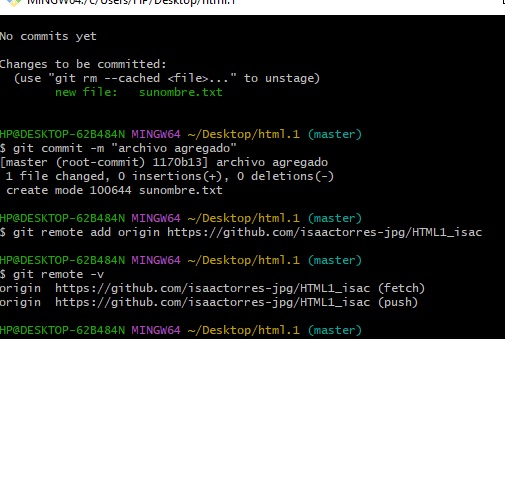 MINGW64:/c/Users/HP/Desktop/html.1
No commits yet
Changes to be committed:
(use "git rm --cached <file>..." to unstage)
new file:   sunombre.txt
HP@DESKTOP-62B484N MINGW64 ~/Desktop/html.1 (master)
$ git commit -m "archivo agregado"
[master (root-commit) 1170b13] archivo agregado
1 file changed, 0 insertions(+), 0 deletions(-)
create mode 100644 sunombre.txt
HP@DESKTOP-62B484N MINGW64 ~/Desktop/html.1 (master)
$ git remote add origin https://github.com/isaactorres-jpg/HTML1_isac
HP@DESKTOP-62B484N MINGW64 ~/Desktop/html.1 (master)
$ git remote -v
origin  https://github.com/isaactorres-jpg/HTML1_isac (fetch)
origin  https://github.com/isaactorres-jpg/HTML1_isac (push)
HP@DESKTOP-62B484N MINGW64 ~/Desktop/html.1 (master)